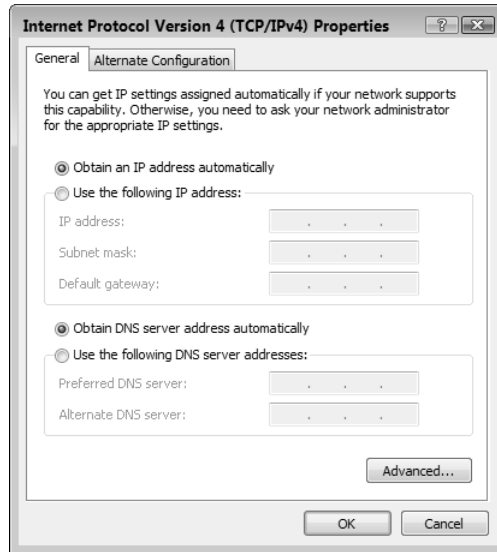 Internet Protocol Version 4 (TCP/IPv4) Properties
General
Alternate Configuration
You can get IP settings assigned automatically if your network supports
this capability. Otherwise, you need to ask your network administrator
for the appropriate IP settings.
Obtain an IP address automatically
Use the following IP address:
IP address:
Subnet mask:
Default gateway:
Obtain DNS server address automatically
Use the following DNS server addresses:
Preferred DNS server:
Alternate DNS server:
Advanced...
OK
Cancel